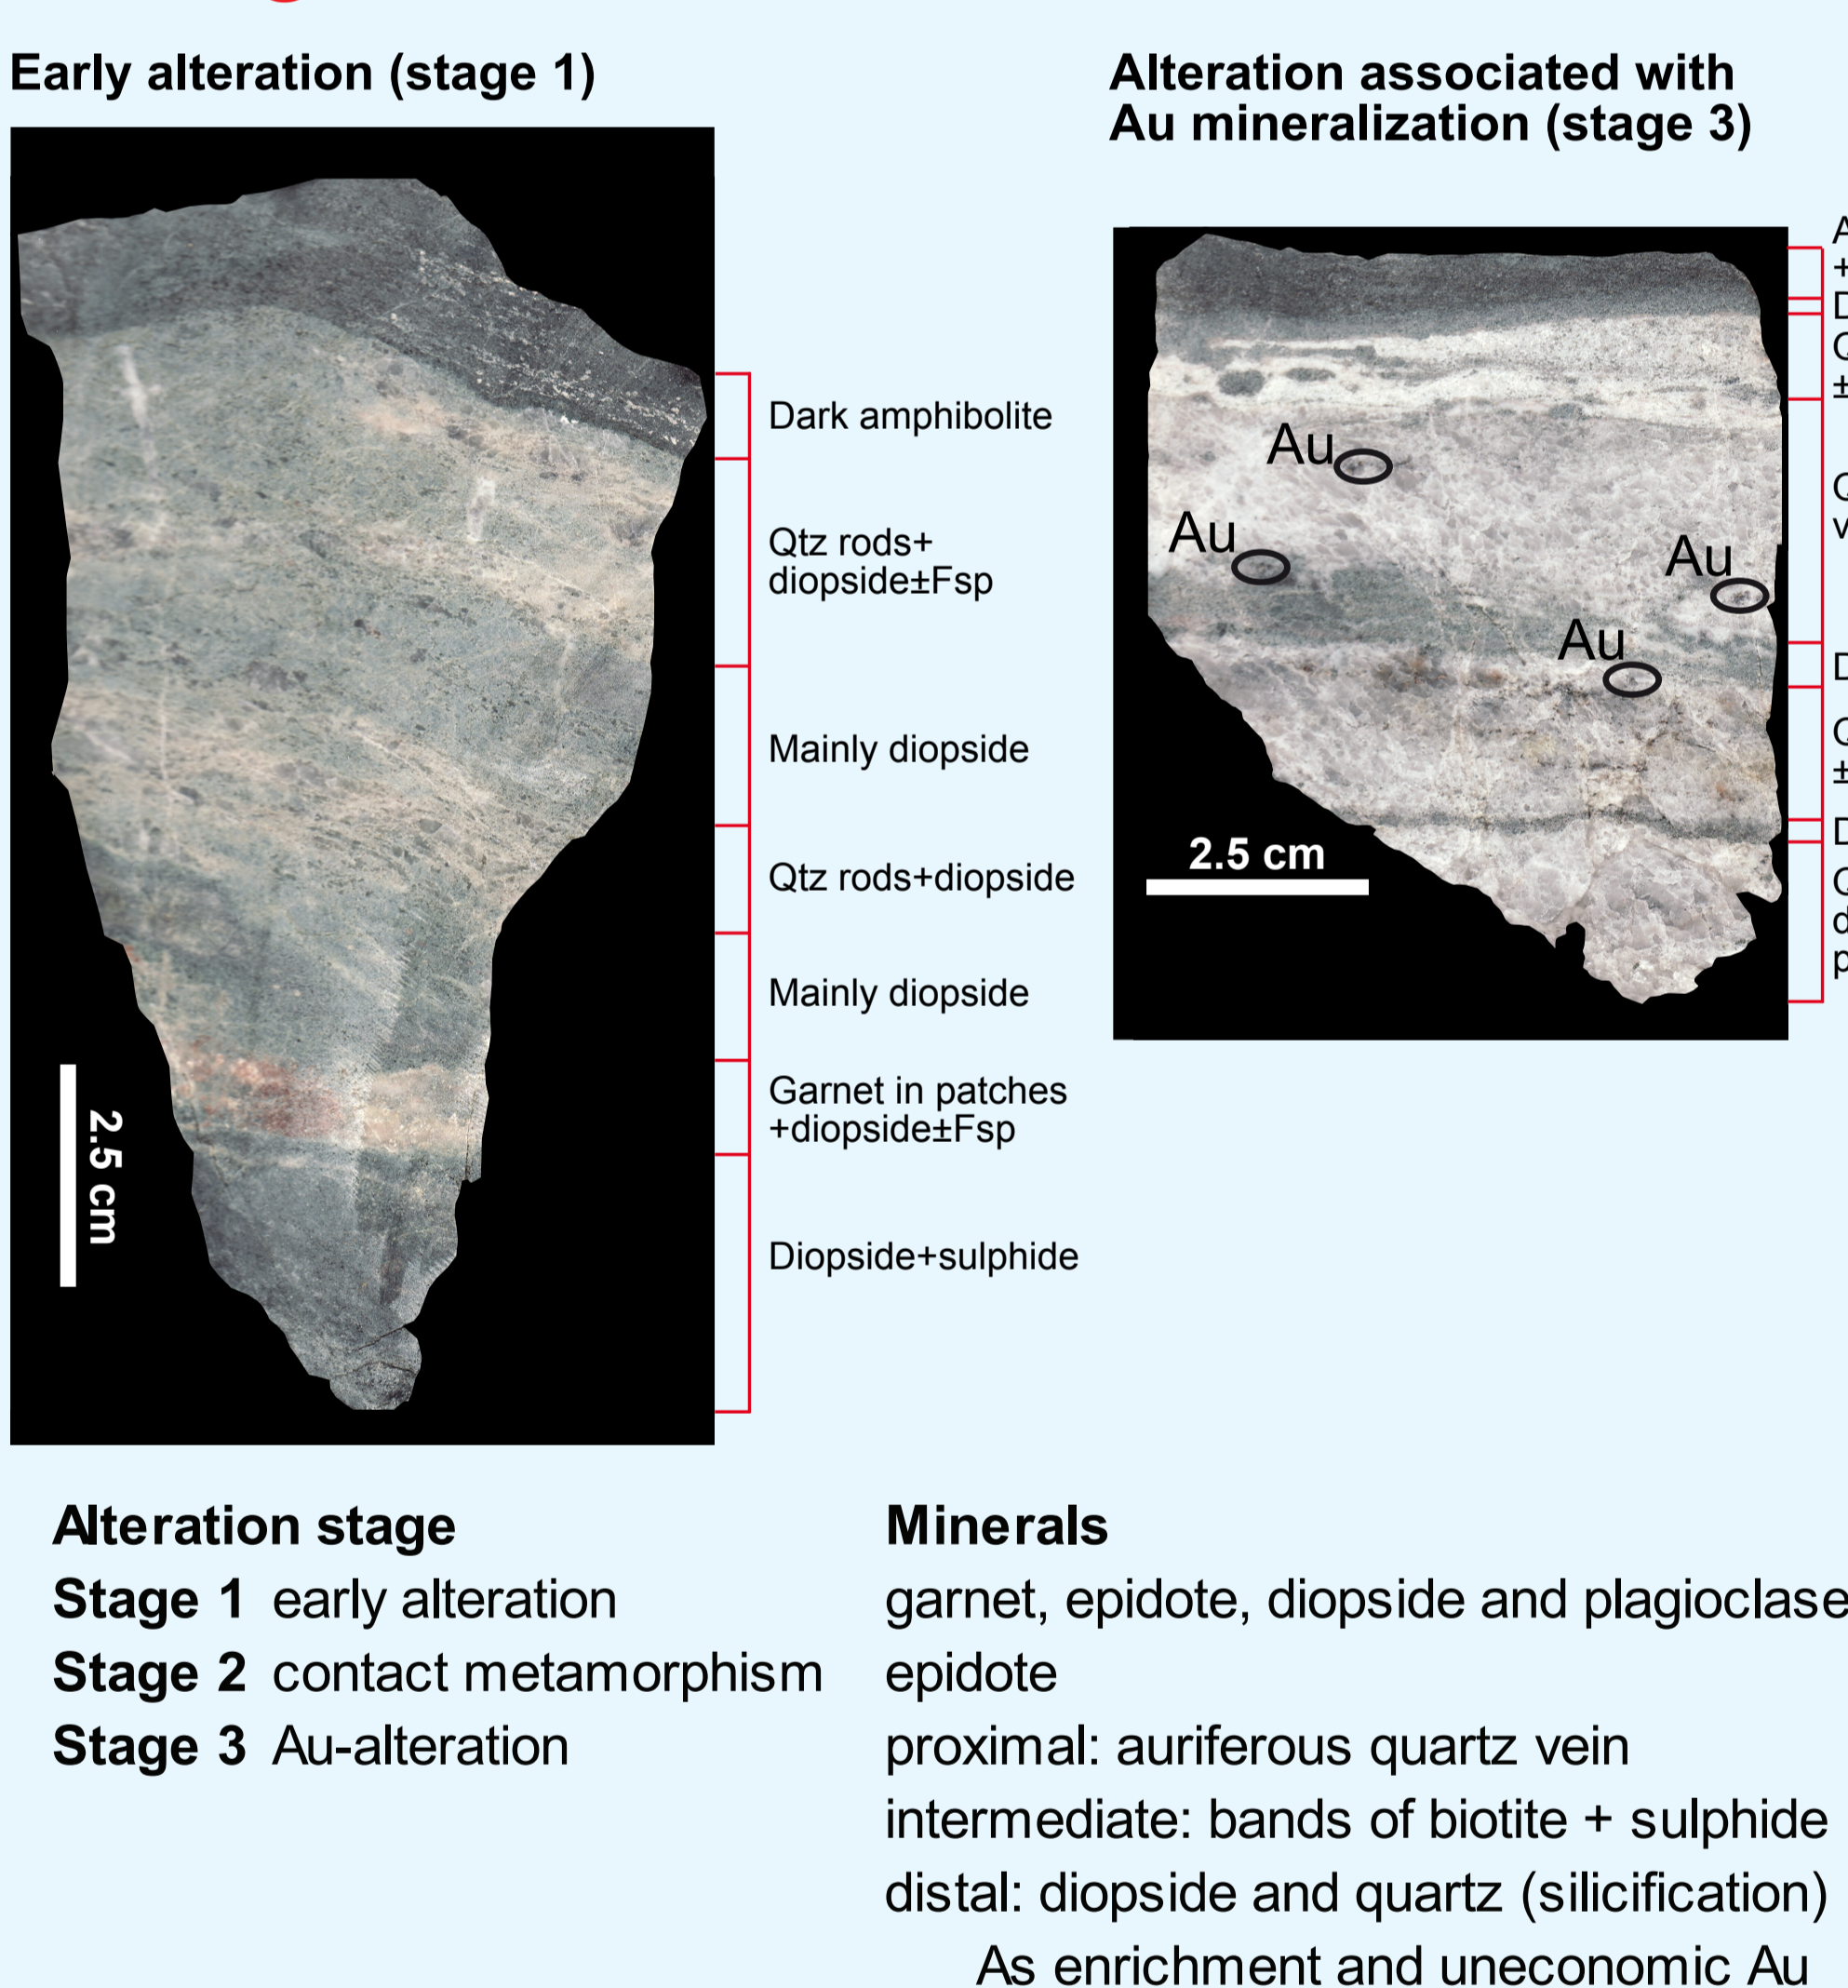 Early alteration (stage 1)
Alteration associated with
Au mineralization (stage 3)
Dark amphibolite
Qtz rods+
diopside±Fsp
Mainly diopside
Qtz rods+diopside
Mainly diopside
Garnet in patches
+diopside±Fsp
Diopside+sulphide
2.5 cm
Au
Au
Au
Au
2.5 cm
Alteration stage
Minerals
Stage 1 early alteration
garnet, epidote, diopside and plagioclase
Stage 2 contact metamorphism
epidote
Stage 3 Au-alteration
proximal: auriferous quartz vein
intermediate: bands of biotite + sulphide
distal: diopside and quartz (silicification)
As enrichment and uneconomic Au